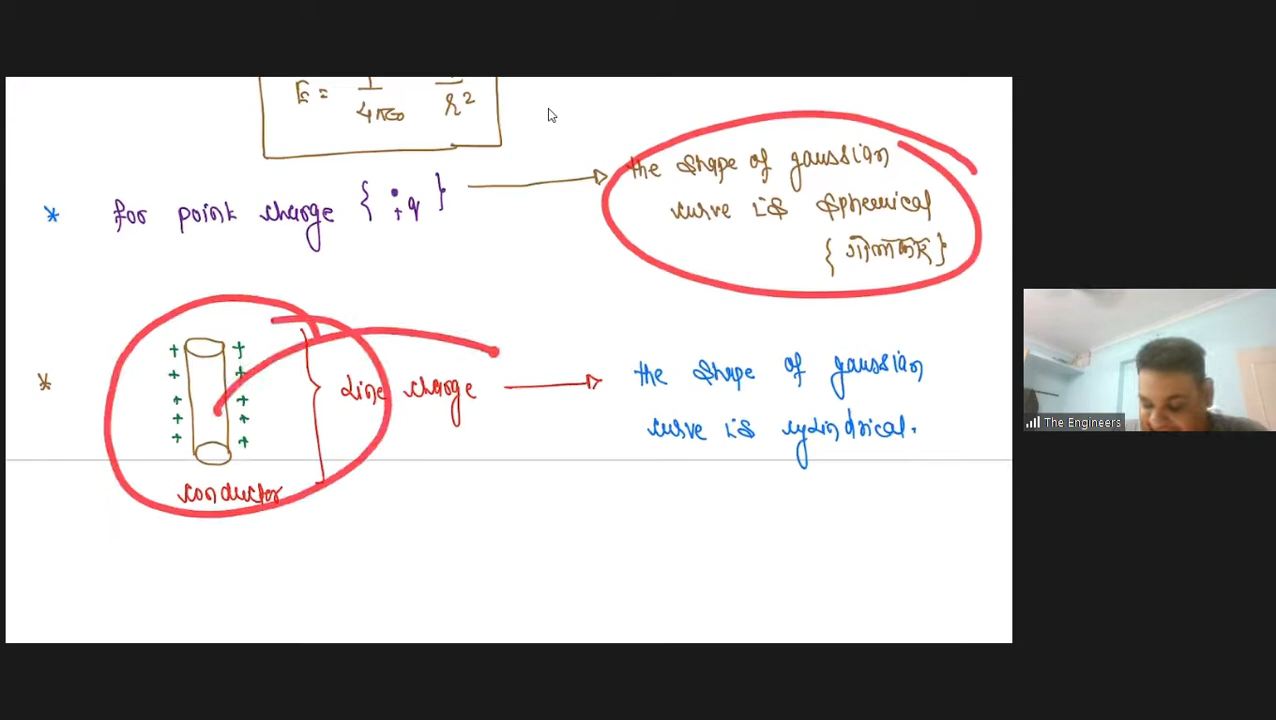 E = 1/4πε0 r²
* for point charge { +q }
the shape of gaussian
curve is spherical
{ गोलाकार }
* line charge
conductor
the shape of gaussian
curve is cylindrical.
The Engineers